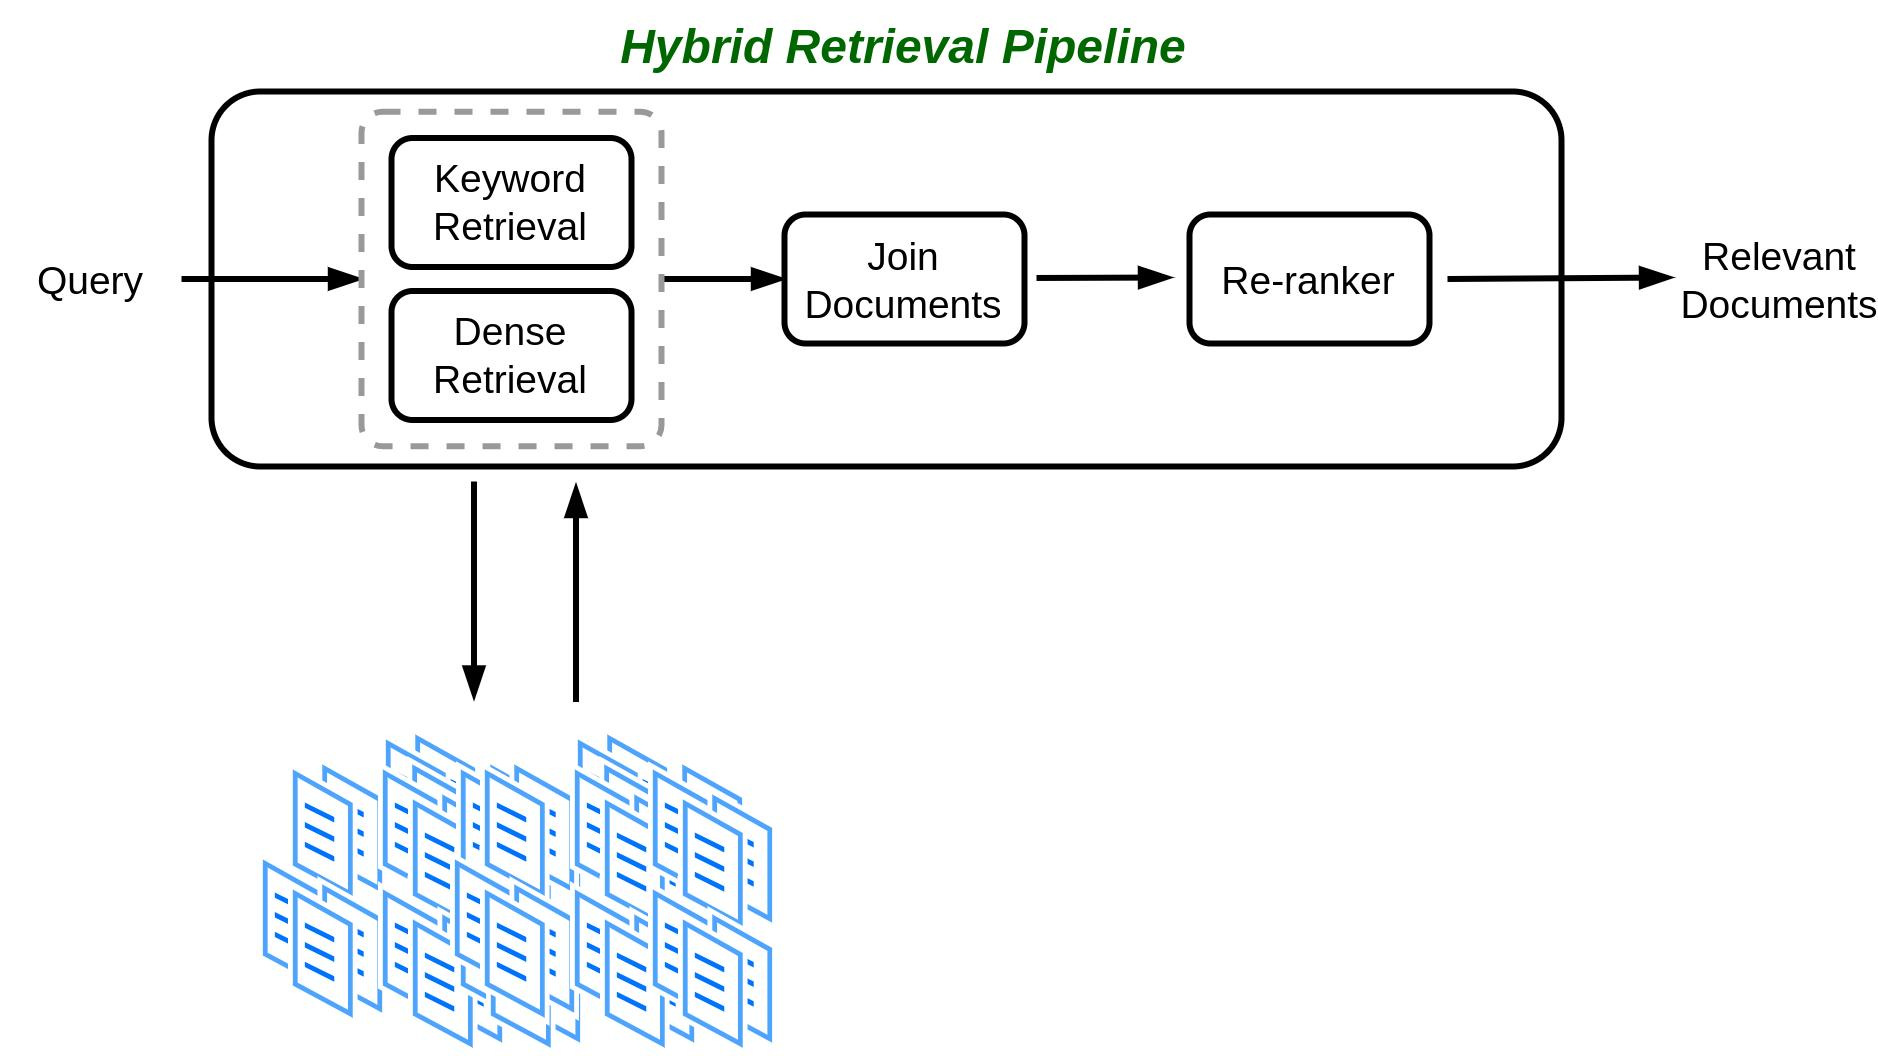 Hybrid Retrieval Pipeline
Query
Keyword
Retrieval
Dense
Retrieval
Join
Documents
Re-ranker
Relevant
Documents